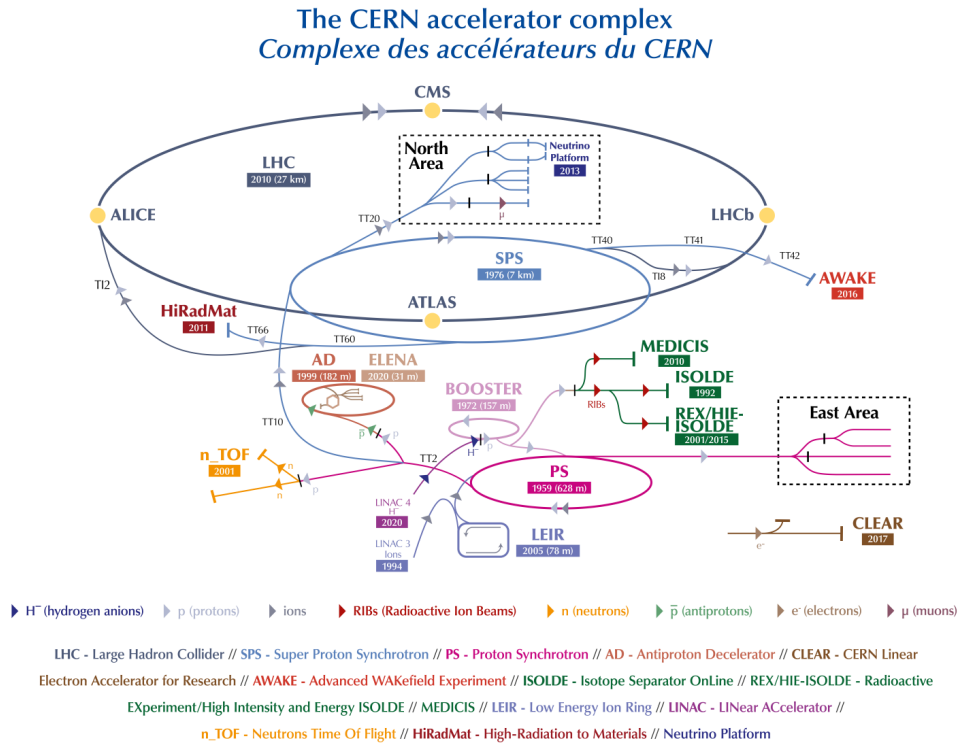 The CERN accelerator complex
Complexe des accélérateurs du CERN
CMS
North
Area
Neutrino
Platform
2013
LHC
2010 (27 km)
μ
ALICE
LHCb
TT20
TT40
TT41
TT42
SPS
1976 (7 km)
TI8
TI2
AWAKE
2016
ATLAS
HiRadMat
2011
TT66
TT60
AD
1999 (182 m)
ELENA
2020 (31 m)
MEDICIS
2010
BOOSTER
1972 (157 m)
ISOLDE
1992
RIBs
REX/HIE-
ISOLDE
2001/2015
East Area
TT10
p̅
p
H⁻
p
n_TOF
2001
n
n
p
TT2
PS
1959 (628 m)
LINAC 4
H⁻
2020
LINAC 3
Ions
1994
LEIR
2005 (78 m)
CLEAR
2017
e⁻
H⁻ (hydrogen anions) p (protons) ions RIBs (Radioactive Ion Beams) n (neutrons) p̅ (antiprotons) e⁻ (electrons) μ (muons)
LHC - Large Hadron Collider // SPS - Super Proton Synchrotron // PS - Proton Synchrotron // AD - Antiproton Decelerator // CLEAR - CERN Linear
Electron Accelerator for Research // AWAKE - Advanced WAKefield Experiment // ISOLDE - Isotope Separator OnLine // REX/HIE-ISOLDE - Radioactive
EXperiment/High Intensity and Energy ISOLDE // MEDICIS // LEIR - Low Energy Ion Ring // LINAC - LINear ACcelerator //
n_TOF - Neutrons Time Of Flight // HiRadMat - High-Radiation to Materials // Neutrino Platform